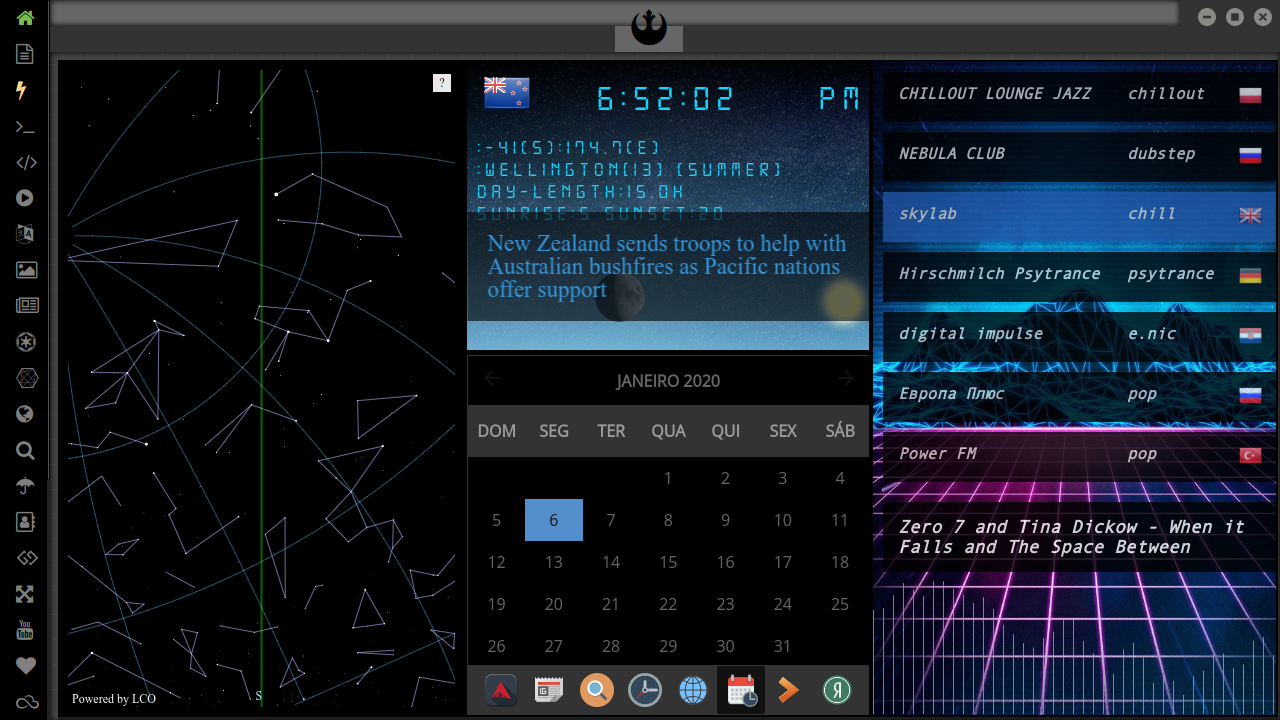 ?
Powered by LCO
S
6:52:02 PM
:-41(S):174.7(E)
:WELLINGTON(13) (SUMMER)
DAY-LENGTH:15.0H
SUNRISE:5 SUNSET:20
New Zealand sends troops to help with
Australian bushfires as Pacific nations
offer support
JANEIRO 2020
DOM SEG TER QUA QUI SEX SÁB
1 2 3 4
5 6 7 8 9 10 11
12 13 14 15 16 17 18
19 20 21 22 23 24 25
26 27 28 29 30 31
CHILLOUT LOUNGE JAZZ chillout
NEBULA CLUB dubstep
skylab chill
Hirschmilch Psytrance psytrance
digital impulse e.nic
Европа Плюс pop
Power FM pop
Zero 7 and Tina Dickow - When it
Falls and The Space Between
You
Tube
Я